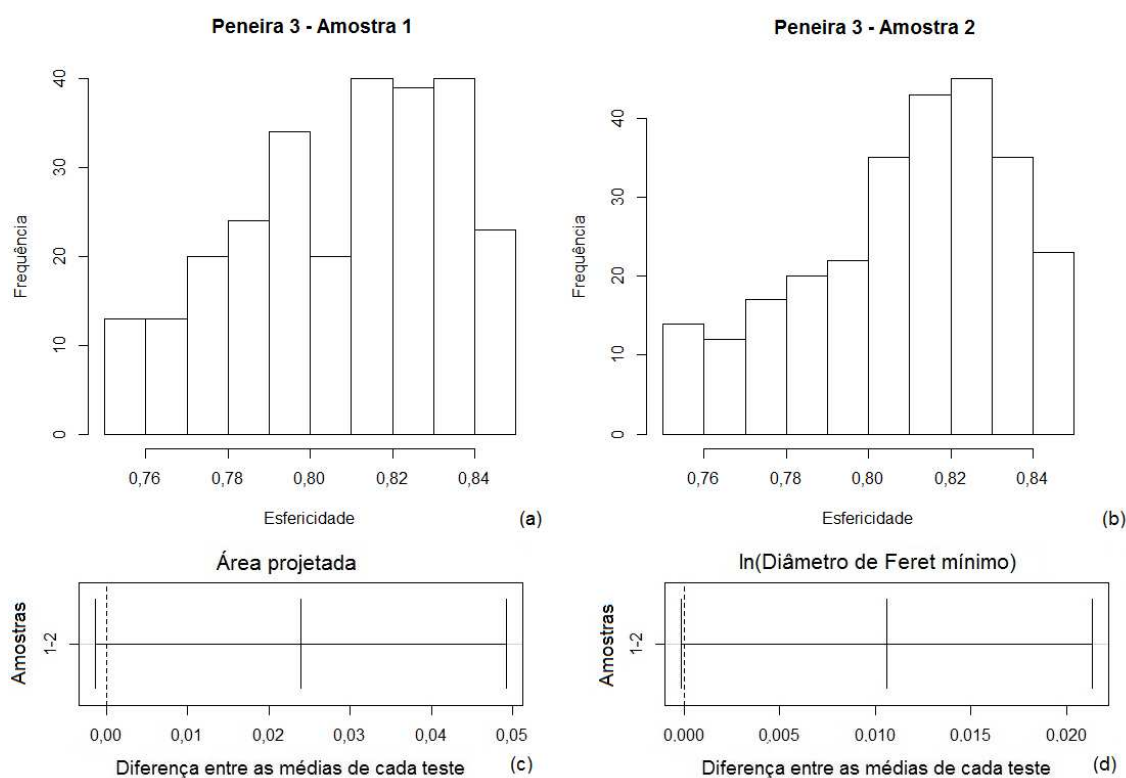 Peneira 3 - Amostra 1
Frequência
0 10 20 30 40
0,76 0,78 0,80 0,82 0,84
Esfericidade
(a)
Peneira 3 - Amostra 2
Frequência
0 10 20 30 40
0,76 0,78 0,80 0,82 0,84
Esfericidade
(b)
Área projetada
Amostras
1-2
0,00 0,01 0,02 0,03 0,04 0,05
Diferença entre as médias de cada teste
(c)
ln(Diâmetro de Feret mínimo)
Amostras
1-2
0.000 0,005 0.010 0.015 0.020
Diferença entre as médias de cada teste
(d)